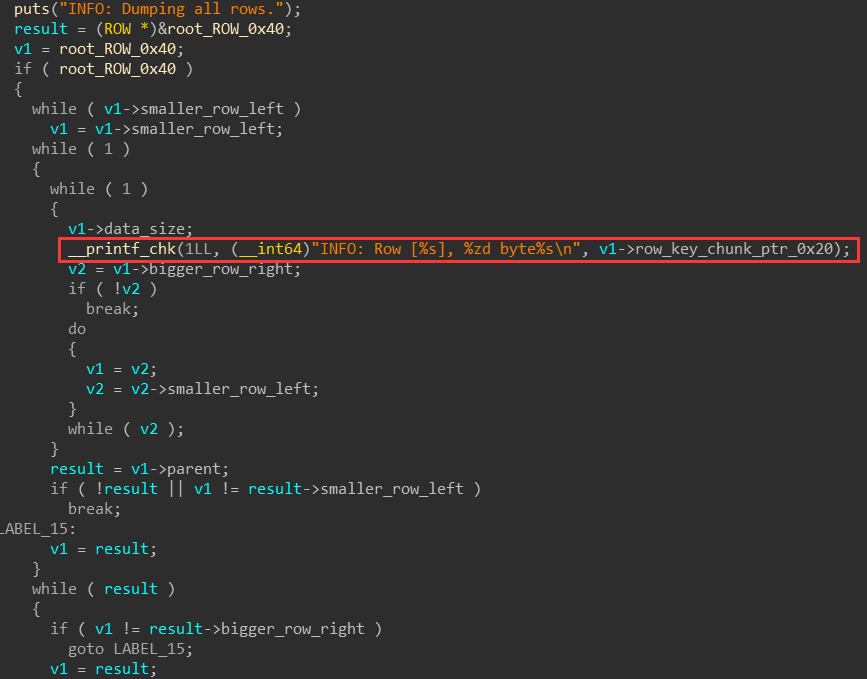 puts("INFO: Dumping all rows.");
result = (ROW *)&root_ROW_0x40;
v1 = root_ROW_0x40;
if ( root_ROW_0x40 )
{
while ( v1->smaller_row_left )
v1 = v1->smaller_row_left;
while ( 1 )
{
while ( 1 )
{
v1->data_size;
__printf_chk(1LL, (__int64)"INFO: Row [%s], %zd byte%s\n", v1->row_key_chunk_ptr_0x20);
v2 = v1->bigger_row_right;
if ( !v2 )
break;
do
{
v1 = v2;
v2 = v2->smaller_row_left;
}
while ( v2 );
}
result = v1->parent;
if ( !result || v1 != result->smaller_row_left )
break;
LABEL_15:
v1 = result;
}
while ( result )
{
if ( v1 != result->bigger_row_right )
goto LABEL_15;
v1 = result;